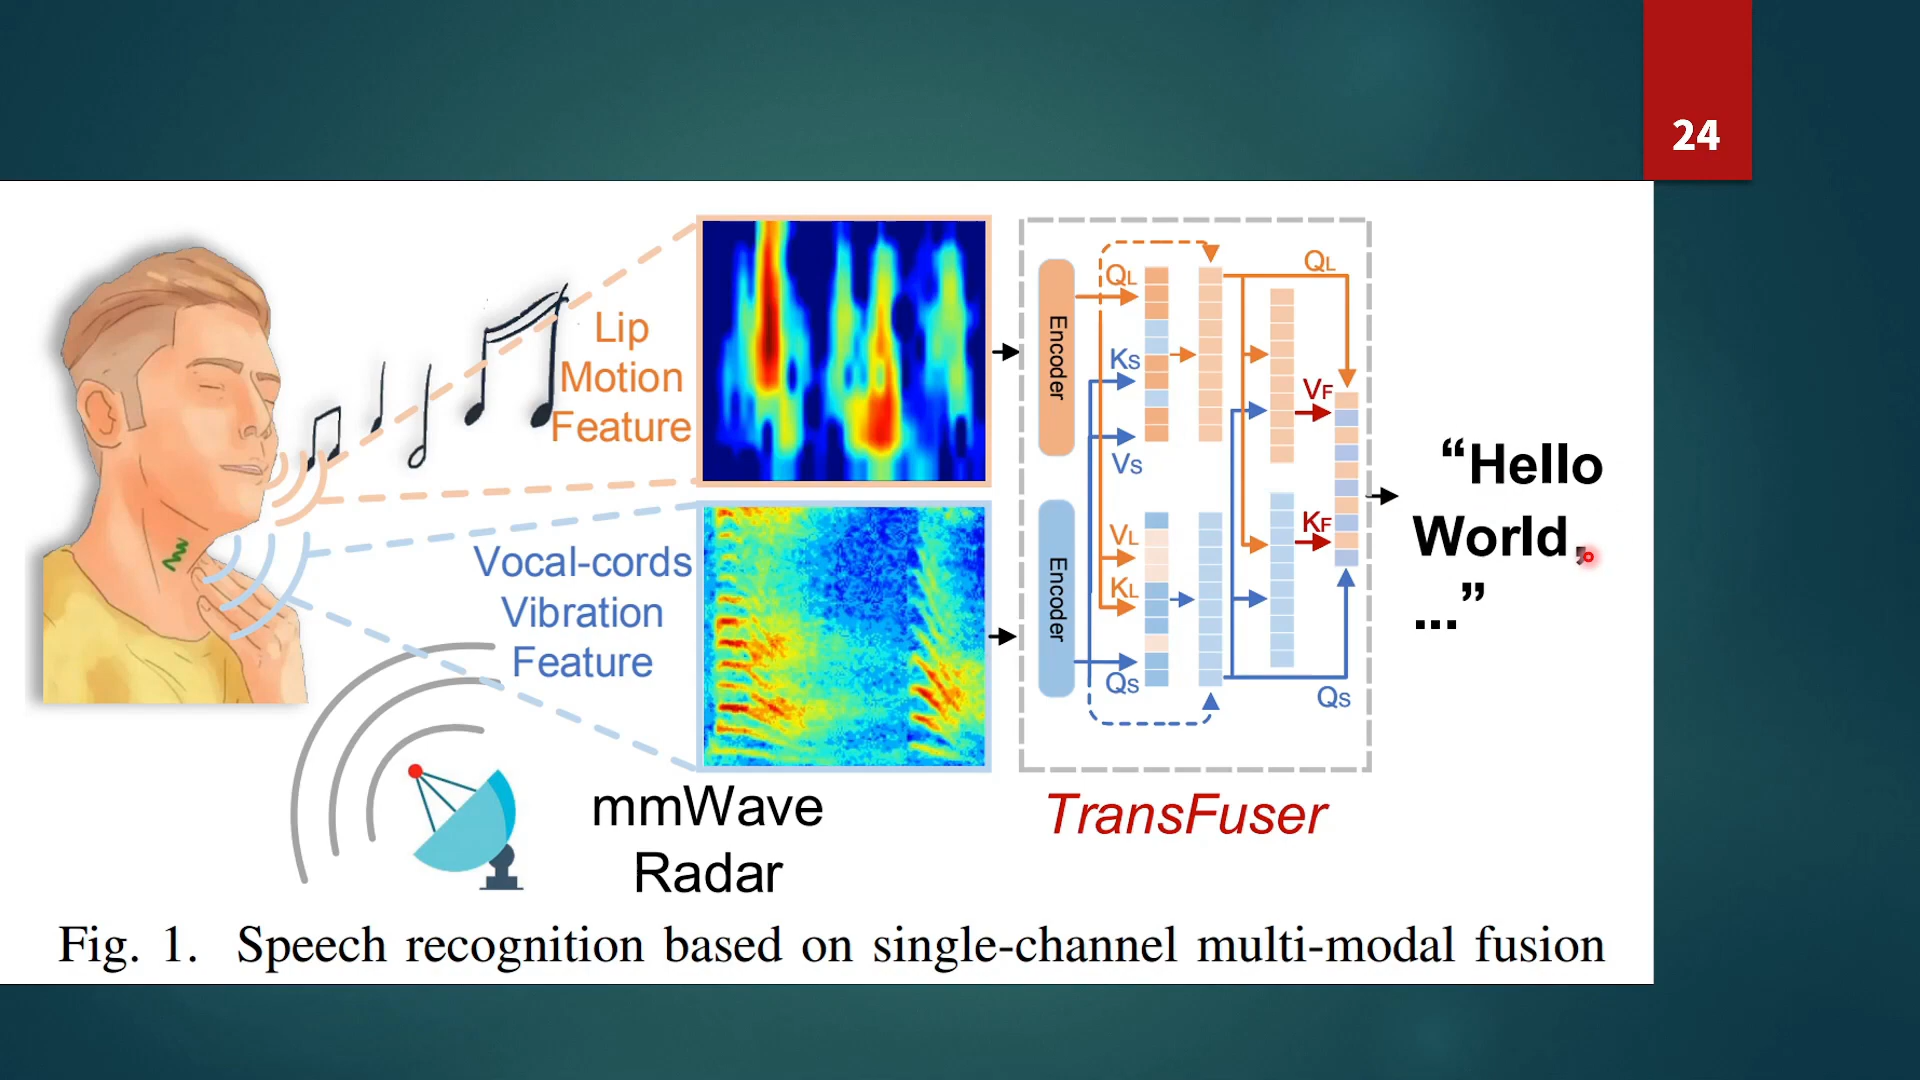 24
Lip
Motion
Feature
Vocal-cords
Vibration
Feature
mmWave
Radar
Encoder
Encoder
QL
KS
VS
VL
KL
QS
QL
VF
KF
QS
TransFuser
“Hello
World,
...”
Fig. 1. Speech recognition based on single-channel multi-modal fusion